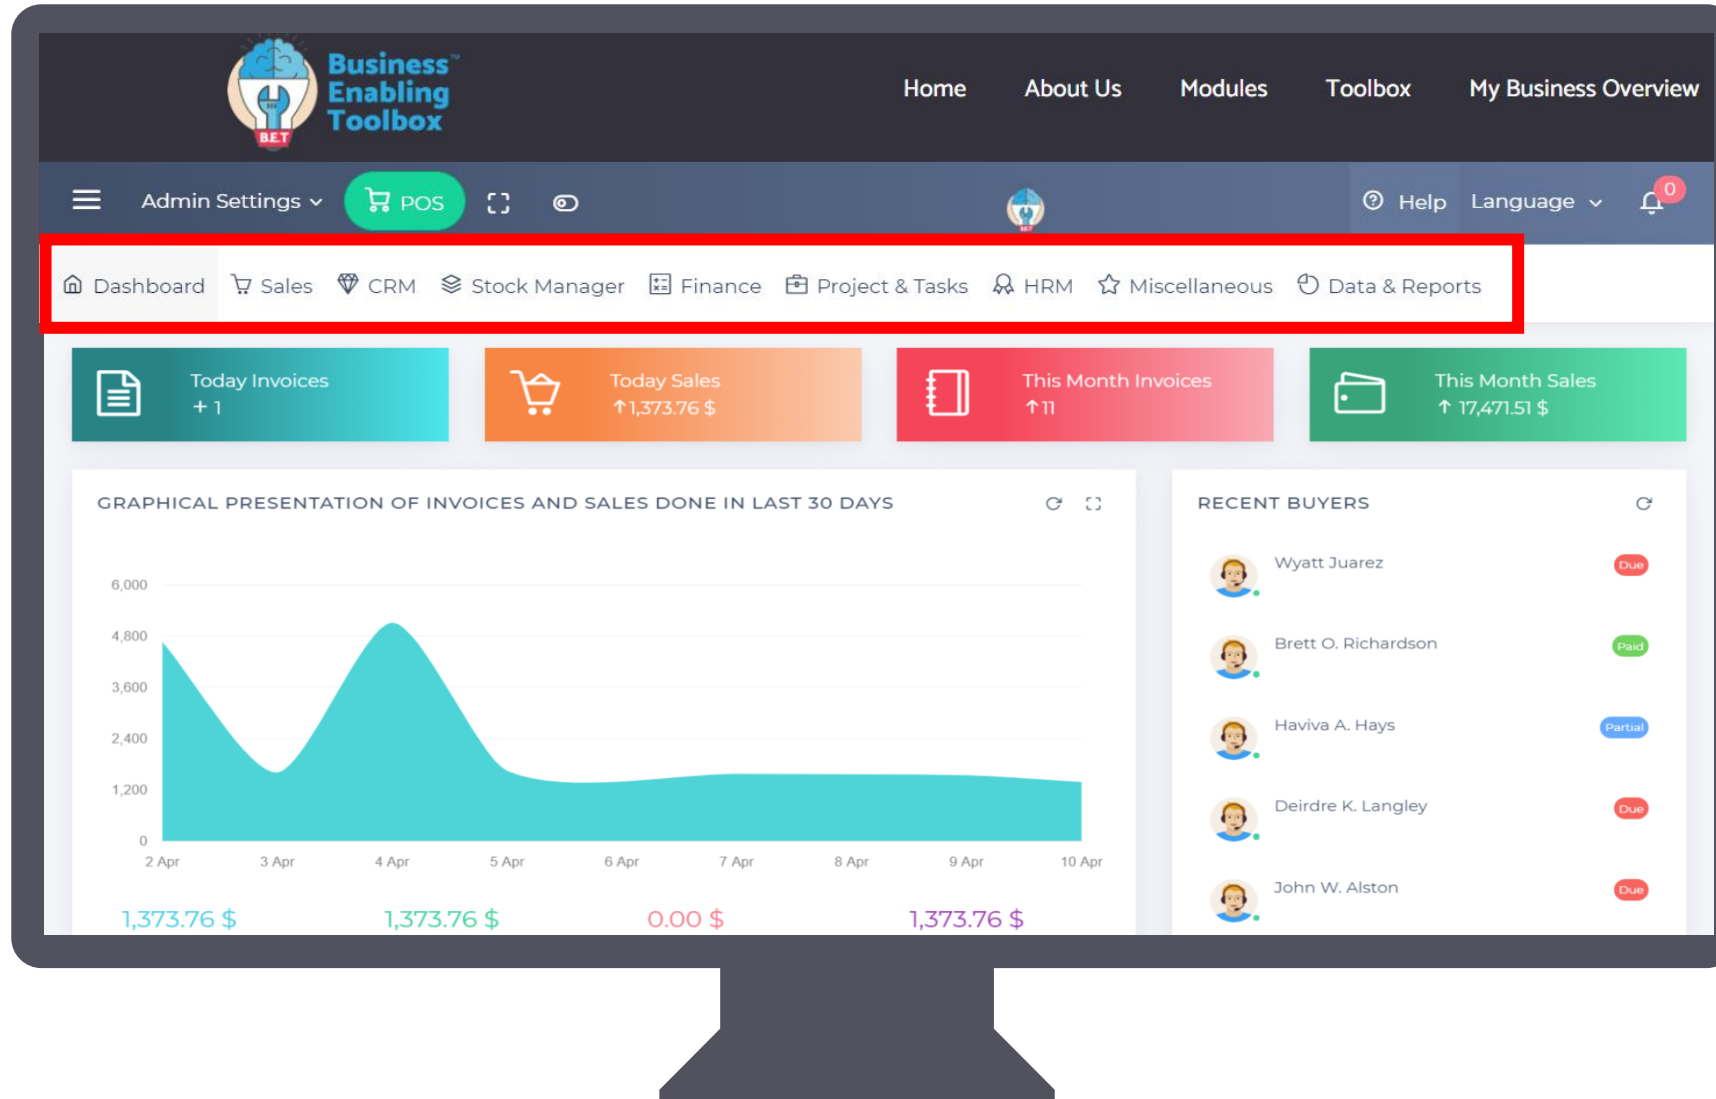 Business™
Enabling
Toolbox
B.E.T
Home About Us Modules Toolbox My Business Overview
Admin Settings POS Help Language 0
BET
Dashboard Sales CRM Stock Manager Finance Project & Tasks HRM Miscellaneous Data & Reports
Today Invoices
+ 1
Today Sales
↑1,373.76 $
This Month Invoices
↑11
This Month Sales
↑ 17,471.51 $
GRAPHICAL PRESENTATION OF INVOICES AND SALES DONE IN LAST 30 DAYS
6,000
4,800
3,600
2,400
1,200
0
2 Apr 3 Apr 4 Apr 5 Apr 6 Apr 7 Apr 8 Apr 9 Apr 10 Apr
1,373.76 $ 1,373.76 $ 0.00 $ 1,373.76 $
RECENT BUYERS
Wyatt Juarez Due
Brett O. Richardson Paid
Haviva A. Hays Partial
Deirdre K. Langley Due
John W. Alston Due